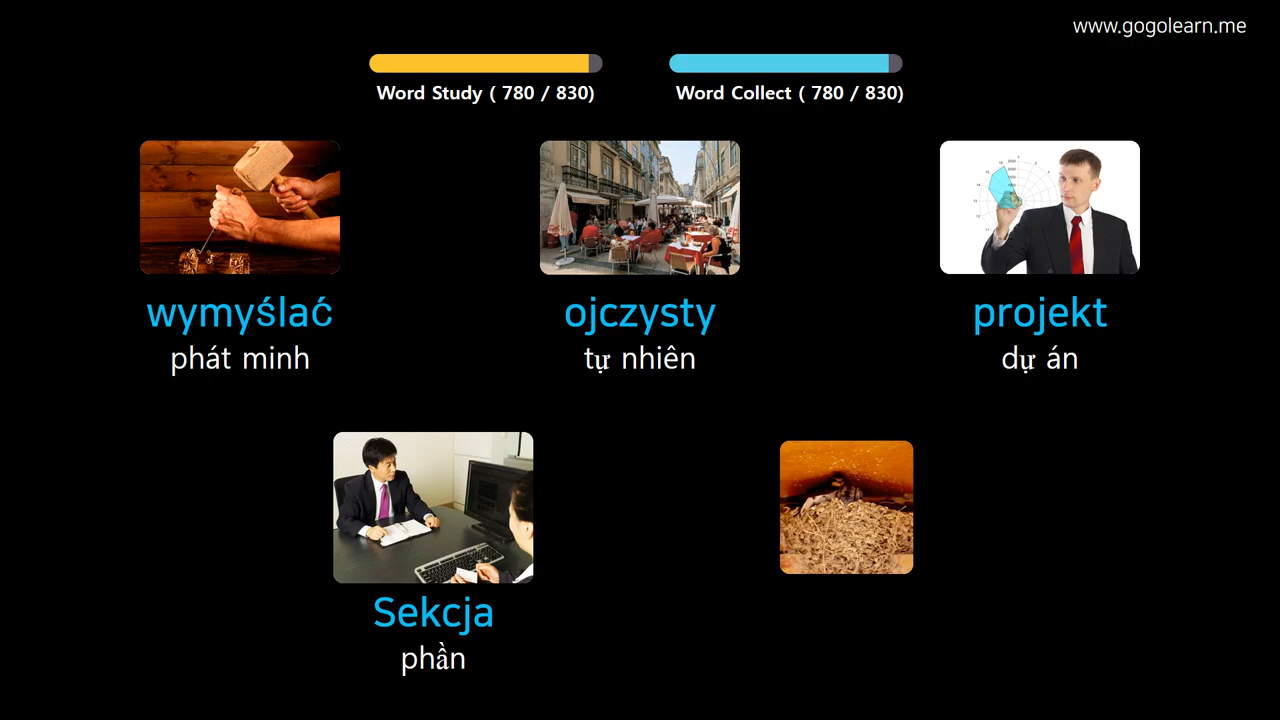 www.gogolearn.me
Word Study ( 780 / 830)
Word Collect ( 780 / 830)
wymyślać
phát minh
ojczysty
tự nhiên
projekt
dự án
Sekcja
phần